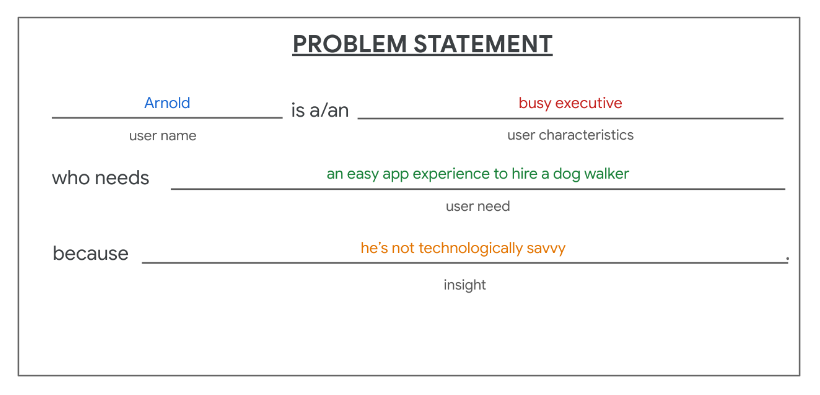 PROBLEM STATEMENT
Arnold is a/an busy executive
user name user characteristics
who needs an easy app experience to hire a dog walker
user need
because he’s not technologically savvy.
insight